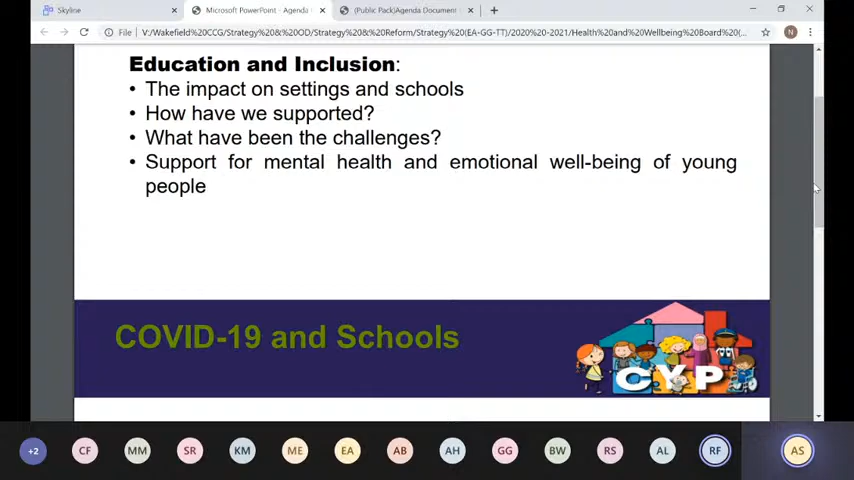 Skyline
Microsoft PowerPoint - Agenda
(Public Pack)Agenda Document
File
V:/Wakefield%20CCG/Strategy%20&%20OD/Strategy%20&%20Reform/Strategy%20(EA-GG-TT)/2020%20-2021/Health%20and%20Wellbeing%20Board%20(...
N
Education and Inclusion:
• The impact on settings and schools
• How have we supported?
• What have been the challenges?
• Support for mental health and emotional well-being of young
people
COVID-19 and Schools
CYP
+2 CF MM SR KM ME EA AB AH GG BW RS AL RF AS